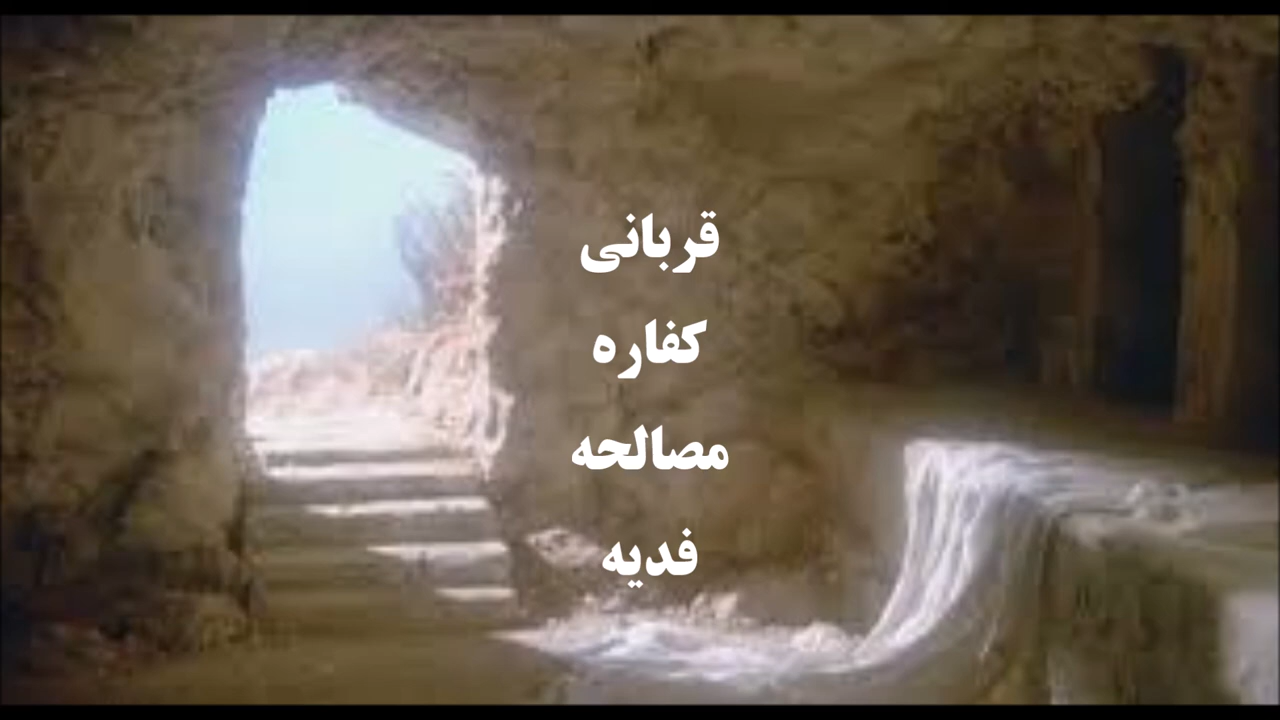 قربانی
کفاره
مصالحه
فدیه